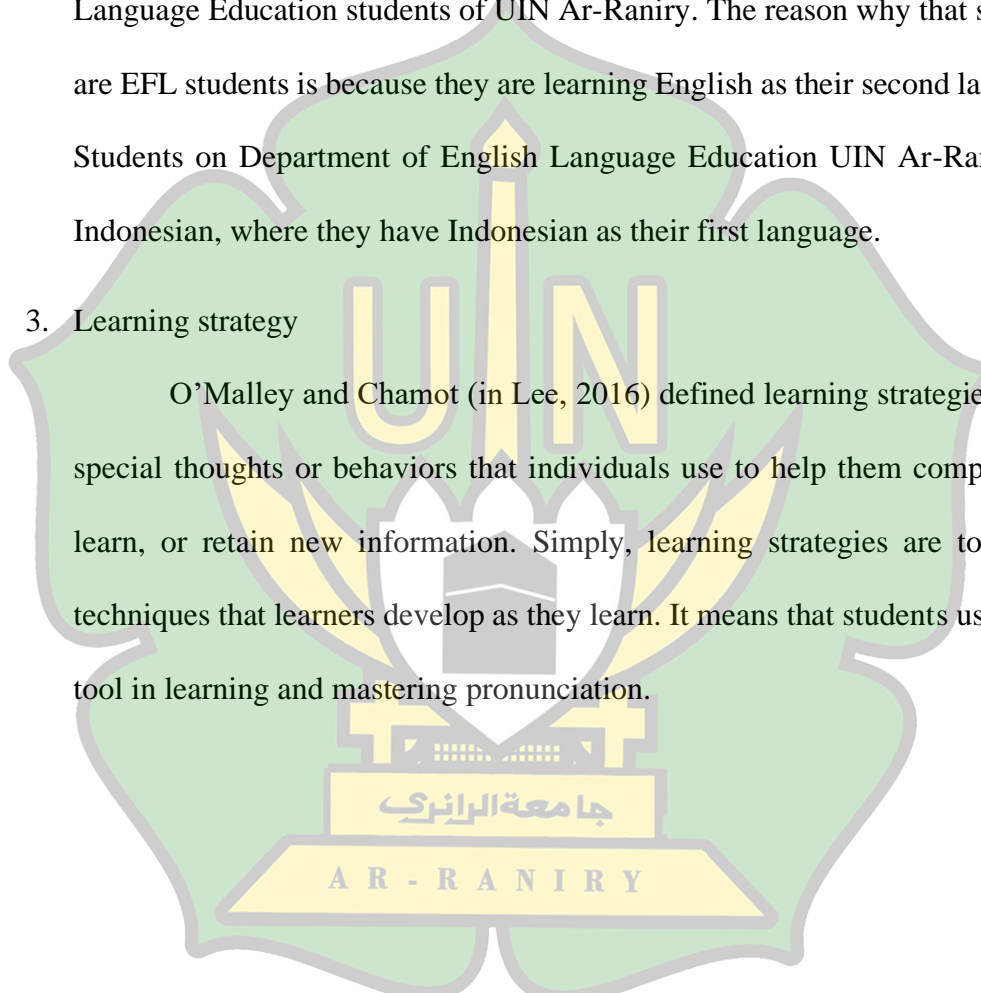 Language Education students of UIN Ar-Raniry. The reason why that s
are EFL students is because they are learning English as their second la
Students on Department of English Language Education UIN Ar-Ra
Indonesian, where they have Indonesian as their first language.
3. Learning strategy
O’Malley and Chamot (in Lee, 2016) defined learning strategie
special thoughts or behaviors that individuals use to help them comp
learn, or retain new information. Simply, learning strategies are to
techniques that learners develop as they learn. It means that students us
tool in learning and mastering pronunciation.
UIN
جامعةالرانري
AR-RANIRY